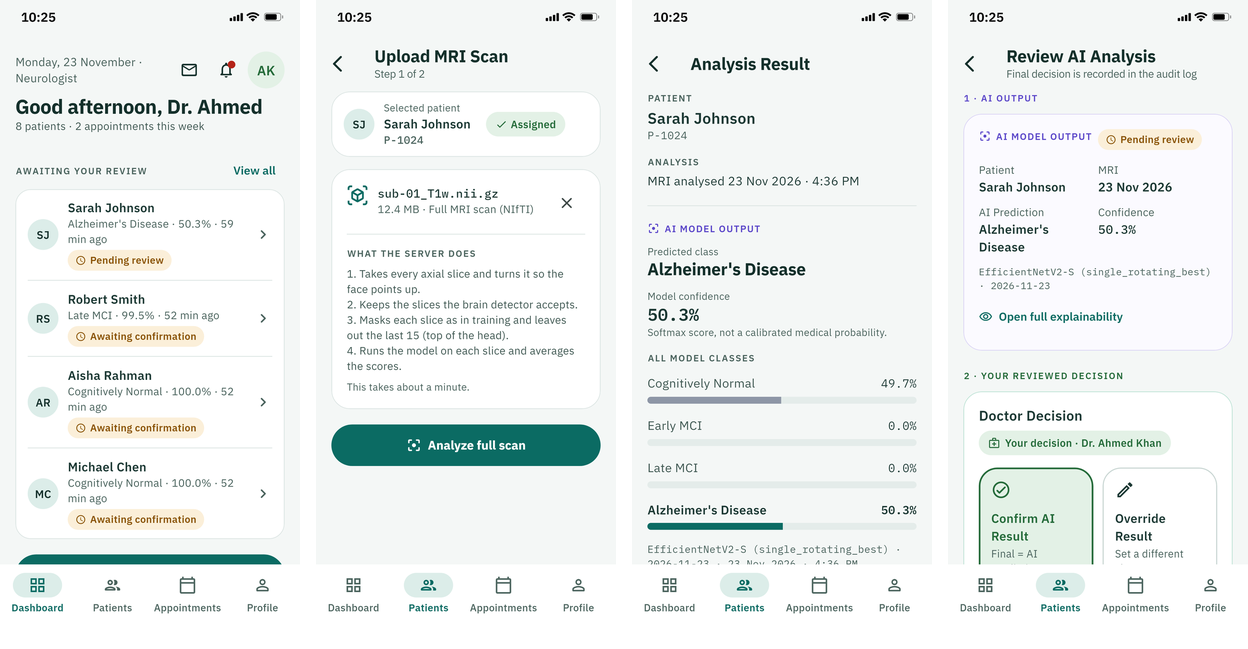 10:25
Monday, 23 November ·
Neurologist
AK
Good afternoon, Dr. Ahmed
8 patients · 2 appointments this week
AWAITING YOUR REVIEW
View all
SJ
Sarah Johnson
Alzheimer's Disease · 50.3% · 59
min ago
Pending review
RS
Robert Smith
Late MCI · 99.5% · 52 min ago
Awaiting confirmation
AR
Aisha Rahman
Cognitively Normal · 100.0% · 52
min ago
Awaiting confirmation
MC
Michael Chen
Cognitively Normal · 100.0% · 52
min ago
Awaiting confirmation
Dashboard
Patients
Appointments
Profile
10:25
Upload MRI Scan
Step 1 of 2
SJ
Selected patient
Sarah Johnson
P-1024
Assigned
sub-01_T1w.nii.gz
12.4 MB · Full MRI scan (NIfTI)
WHAT THE SERVER DOES
1. Takes every axial slice and turns it so the
face points up.
2. Keeps the slices the brain detector accepts.
3. Masks each slice as in training and leaves
out the last 15 (top of the head).
4. Runs the model on each slice and averages
the scores.
This takes about a minute.
Analyze full scan
Dashboard
Patients
Appointments
Profile
10:25
Analysis Result
PATIENT
Sarah Johnson
P-1024
ANALYSIS
MRI analysed 23 Nov 2026 · 4:36 PM
AI MODEL OUTPUT
Predicted class
Alzheimer's Disease
Model confidence
50.3%
Softmax score, not a calibrated medical probability.
ALL MODEL CLASSES
Cognitively Normal 49.7%
Early MCI 0.0%
Late MCI 0.0%
Alzheimer's Disease 50.3%
EfficientNetV2-S (single_rotating_best) ·
2026-11-23 · 23 Nov 2026 · 4:36 PM
Dashboard
Patients
Appointments
Profile
10:25
Review AI Analysis
Final decision is recorded in the audit log
1 · AI OUTPUT
AI MODEL OUTPUT
Pending review
Patient
Sarah Johnson
MRI
23 Nov 2026
AI Prediction
Alzheimer's
Disease
Confidence
50.3%
EfficientNetV2-S (single_rotating_best)
· 2026-11-23
Open full explainability
2 · YOUR REVIEWED DECISION
Doctor Decision
Your decision · Dr. Ahmed Khan
Confirm AI
Result
Final = AI
Override
Result
Set a different
Dashboard
Patients
Appointments
Profile